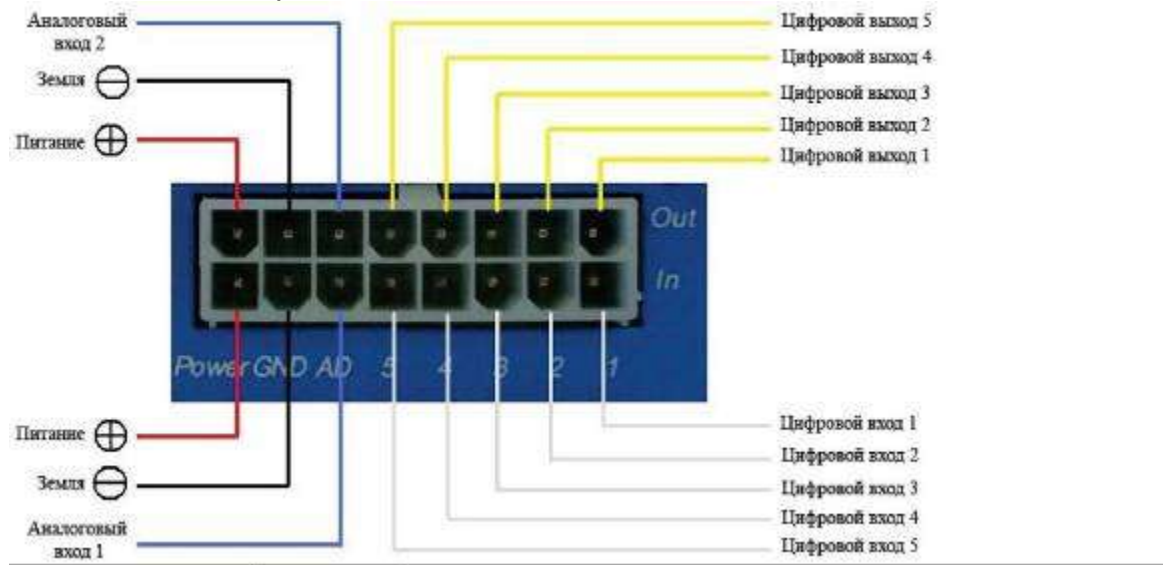 Аналоговый
вход 2
Земля
Питание
Цифровой выход 5
Цифровой выход 4
Цифровой выход 3
Цифровой выход 2
Цифровой выход 1
Out
In
Power GND AD 5 4 3 2 1
Питание
Земля
Аналоговый
вход 1
Цифровой вход 1
Цифровой вход 2
Цифровой вход 3
Цифровой вход 4
Цифровой вход 5